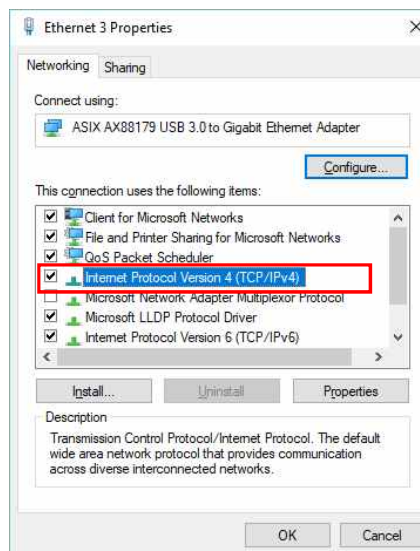 Ethernet 3 Properties
Networking
Sharing
Connect using:
ASIX AX88179 USB 3.0 to Gigabit Ethernet Adapter
Configure...
This connection uses the following items:
Client for Microsoft Networks
File and Printer Sharing for Microsoft Networks
QoS Packet Scheduler
Internet Protocol Version 4 (TCP/IPv4)
Microsoft Network Adapter Multiplexor Protocol
Microsoft LLDP Protocol Driver
Internet Protocol Version 6 (TCP/IPv6)
Install...
Uninstall
Properties
Description
Transmission Control Protocol/Internet Protocol. The default
wide area network protocol that provides communication
across diverse interconnected networks.
OK
Cancel